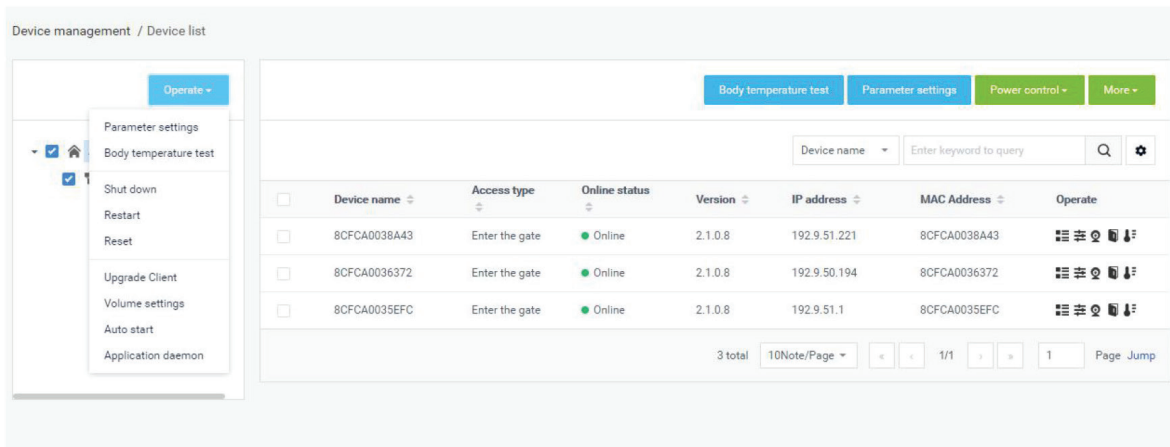 Device management / Device list
Operate
Parameter settings
Body temperature test
Shut down
Restart
Reset
Upgrade Client
Volume settings
Auto start
Application daemon
Body temperature test Parameter settings Power control More
Device name Enter keyword to query
Device name Access type Online status Version IP address MAC Address Operate
8CFCA0038A43 Enter the gate Online 2.1.0.8 192.9.51.221 8CFCA0038A43
8CFCA0036372 Enter the gate Online 2.1.0.8 192.9.50.194 8CFCA0036372
8CFCA0035EFC Enter the gate Online 2.1.0.8 192.9.51.1 8CFCA0035EFC
3 total 10Note/Page « ‹ 1/1 › » 1 Page Jump